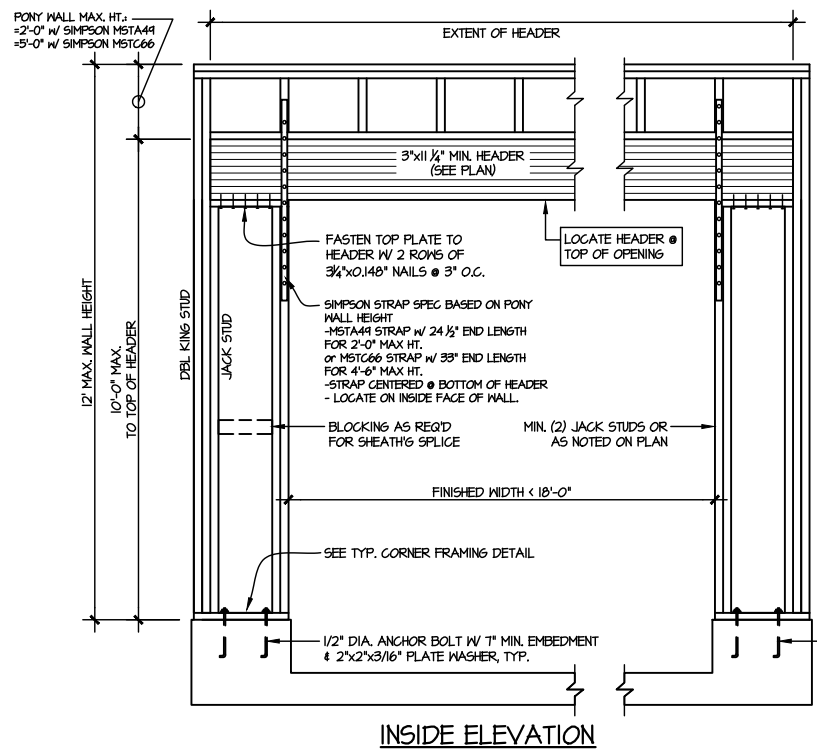 PONY WALL MAX. HT.:
=2'-0" W/ SIMPSON MSTA49
=5'-0" W/ SIMPSON MSTC66
EXTENT OF HEADER
3"x11 1/4" MIN. HEADER
(SEE PLAN)
FASTEN TOP PLATE TO
HEADER W/ 2 ROWS OF
3 1/4"x0.148" NAILS @ 3" O.C.
LOCATE HEADER @
TOP OF OPENING
SIMPSON STRAP SPEC BASED ON PONY
WALL HEIGHT
-MSTA49 STRAP W/ 24 1/2" END LENGTH
FOR 2'-0" MAX HT.
or MSTC66 STRAP W/ 33" END LENGTH
FOR 4'-6" MAX HT.
-STRAP CENTERED @ BOTTOM OF HEADER
- LOCATE ON INSIDE FACE OF WALL.
12' MAX. WALL HEIGHT
10'-0" MAX.
TO TOP OF HEADER
DBL KING STUD
JACK STUD
BLOCKING AS REQ'D
FOR SHEATH'G SPLICE
MIN. (2) JACK STUDS OR
AS NOTED ON PLAN
FINISHED WIDTH < 18'-0"
SEE TYP. CORNER FRAMING DETAIL
1/2" DIA. ANCHOR BOLT W/ 7" MIN. EMBEDMENT
& 2"x2"x3/16" PLATE WASHER, TYP.
INSIDE ELEVATION